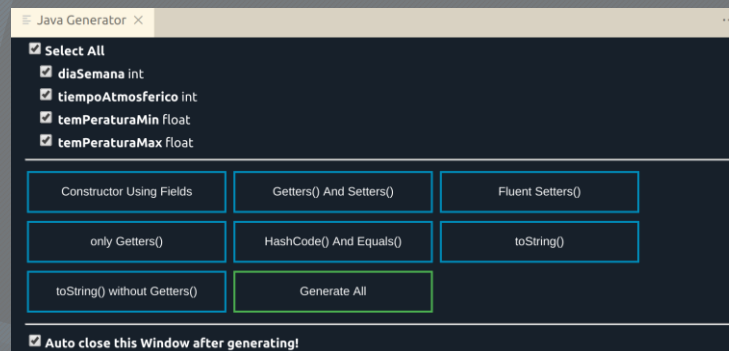 Java Generator
Select All
diaSemana int
tiempoAtmosferico int
temPeraturaMin float
temPeraturaMax float
Constructor Using Fields Getters() And Setters() Fluent Setters()
only Getters() HashCode() And Equals() toString()
toString() without Getters() Generate All
Auto close this Window after generating!